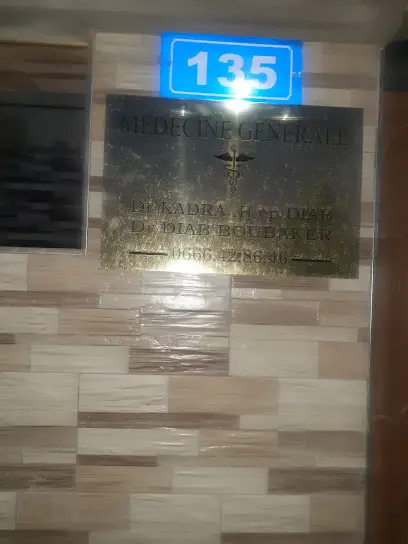 135
MEDECINE GENERALE
Dr KADRA .H ep DIAB
Dr DIAB BOUBAKER
0666.42.86.46